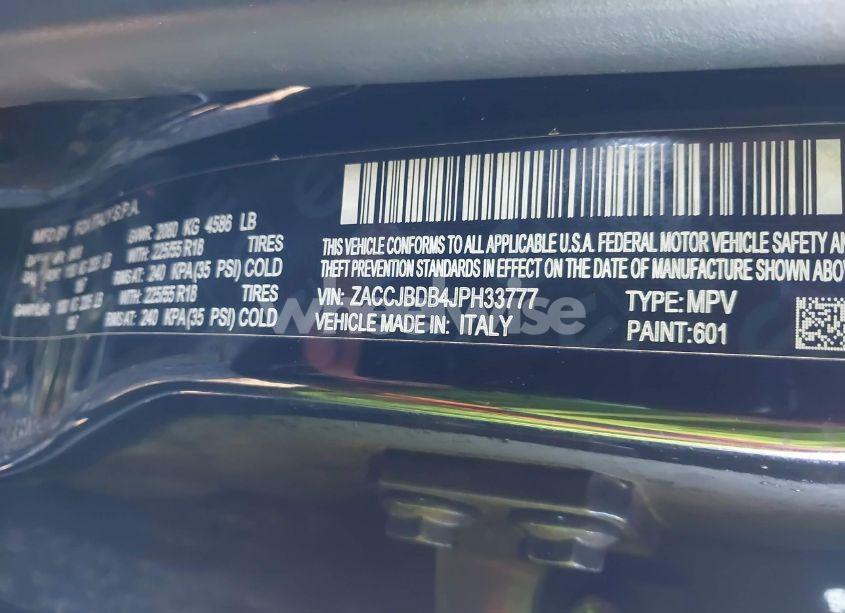 MFD BY FCA ITALY S.P.A.
GVWR: 2080 KG 4586 LB
WITH: 225/55 R18 TIRES
RIMS AT: 240 KPA(35 PSI) COLD
WITH: 225/55 R18 TIRES
RIMS AT: 240 KPA(35 PSI) COLD
THIS VEHICLE CONFORMS TO ALL APPLICABLE U.S.A. FEDERAL MOTOR VEHICLE SAFETY AN
THEFT PREVENTION STANDARDS IN EFFECT ON THE DATE OF MANUFACTURE SHOWN ABOV
VIN: ZACCJBDB4JPH33777 TYPE: MPV
VEHICLE MADE IN: ITALY PAINT:601